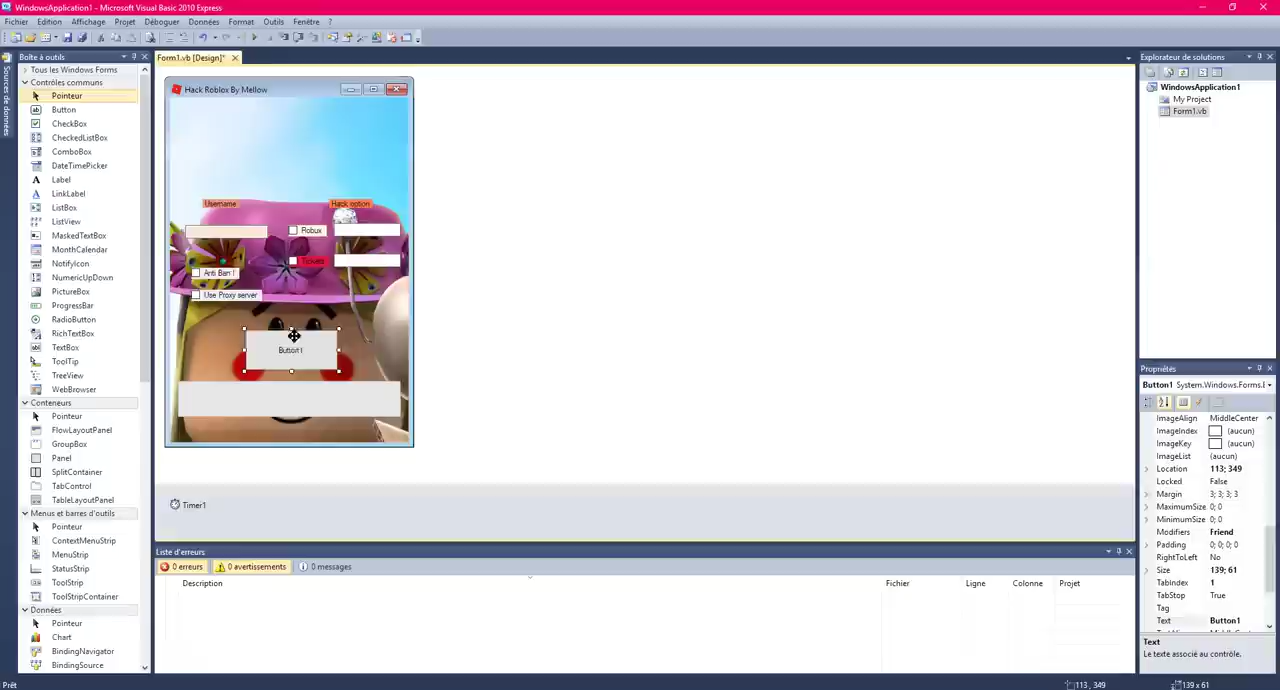 WindowsApplication1 - Microsoft Visual Basic 2010 Express
Fichier Edition Affichage Projet Déboguer Données Format Outils Fenêtre ?
Boîte à outils
Form1.vb [Design]*
Explorateur de solutions
Sources de données
Tous les Windows Forms
Contrôles communs
Pointeur
Button
CheckBox
CheckedListBox
ComboBox
DateTimePicker
Label
LinkLabel
ListBox
ListView
MaskedTextBox
MonthCalendar
NotifyIcon
NumericUpDown
PictureBox
ProgressBar
RadioButton
RichTextBox
TextBox
ToolTip
TreeView
WebBrowser
Conteneurs
Pointeur
FlowLayoutPanel
GroupBox
Panel
SplitContainer
TabControl
TableLayoutPanel
Menus et barres d'outils
Pointeur
ContextMenuStrip
MenuStrip
StatusStrip
ToolStrip
ToolStripContainer
Données
Pointeur
Chart
BindingNavigator
BindingSource
Hack Roblox By Mellow
Username
Hack option
Robux
Tickets
Anti Ban !
Use Proxy server
Button1
Timer1
Liste d'erreurs
0 erreurs
0 avertissements
0 messages
Description Fichier Ligne Colonne Projet
WindowsApplication1
My Project
Form1.vb
Propriétés
Button1 System.Windows.Forms.
ImageAlign MiddleCenter
ImageIndex (aucun)
ImageKey (aucun)
ImageList (aucun)
Location 113; 349
Locked False
Margin 3; 3; 3; 3
MaximumSize 0; 0
MinimumSize 0; 0
Modifiers Friend
Padding 0; 0; 0; 0
RightToLeft No
Size 139; 61
TabIndex 1
TabStop True
Tag
Text Button1
Text
Le texte associé au contrôle.
Prêt
113 , 349
139 x 61